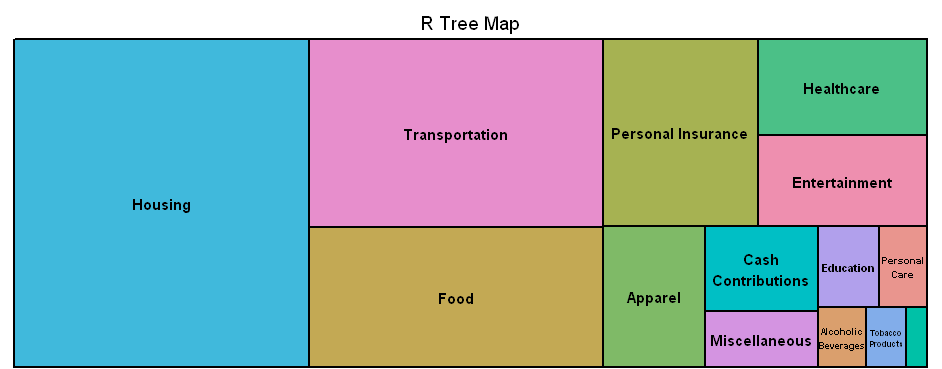 R Tree Map
Housing
Transportation
Food
Personal Insurance
Healthcare
Entertainment
Apparel
Cash
Contributions
Miscellaneous
Education
Personal
Care
Alcoholic
Beverages
Tobacco
Products